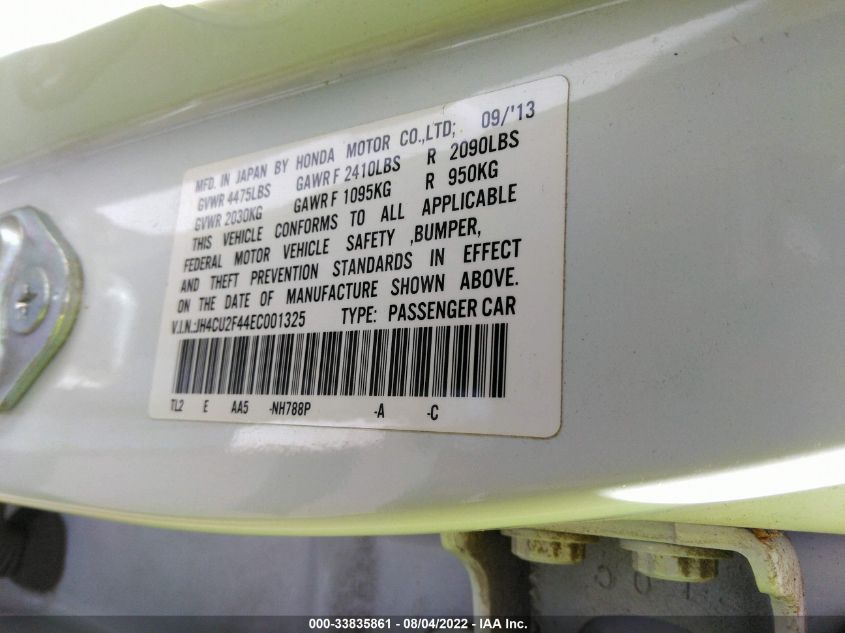 MFD. IN JAPAN BY HONDA MOTOR CO.,LTD; 09/'13
GVWR 4475LBS GAWR F 2410LBS R 2090LBS
GVWR 2030KG GAWR F 1095KG R 950KG
THIS VEHICLE CONFORMS TO ALL APPLICABLE
FEDERAL MOTOR VEHICLE SAFETY ,BUMPER,
AND THEFT PREVENTION STANDARDS IN EFFECT
ON THE DATE OF MANUFACTURE SHOWN ABOVE.
V.I.N.:JH4CU2F44EC001325 TYPE: PASSENGER CAR
TL2 E AA5 -NH788P -A -C
000-33835861 - 08/04/2022 - IAA Inc.